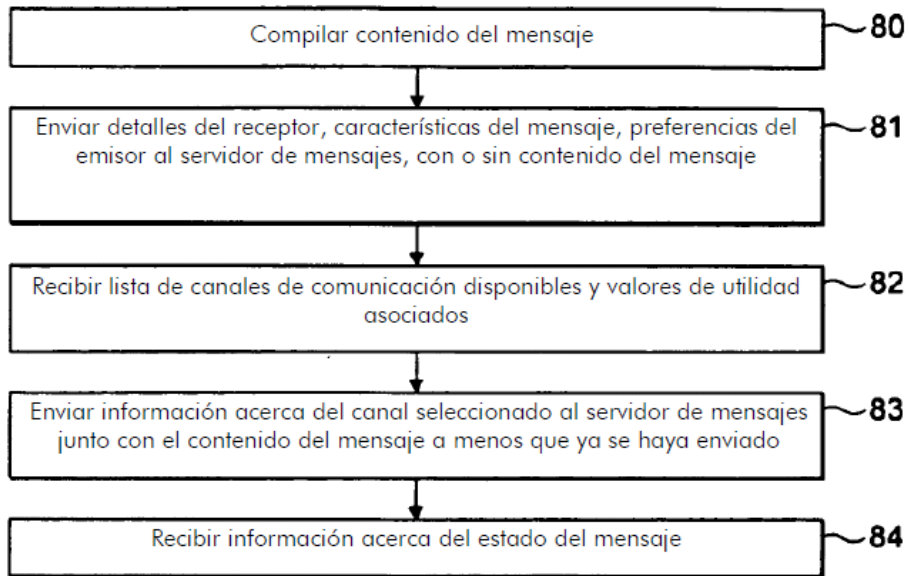 Compilar contenido del mensaje
80
Enviar detalles del receptor, características del mensaje, preferencias del
emisor al servidor de mensajes, con o sin contenido del mensaje
81
Recibir lista de canales de comunicación disponibles y valores de utilidad
asociados
82
Enviar información acerca del canal seleccionado al servidor de mensajes
junto con el contenido del mensaje a menos que ya se haya enviado
83
Recibir información acerca del estado del mensaje
84